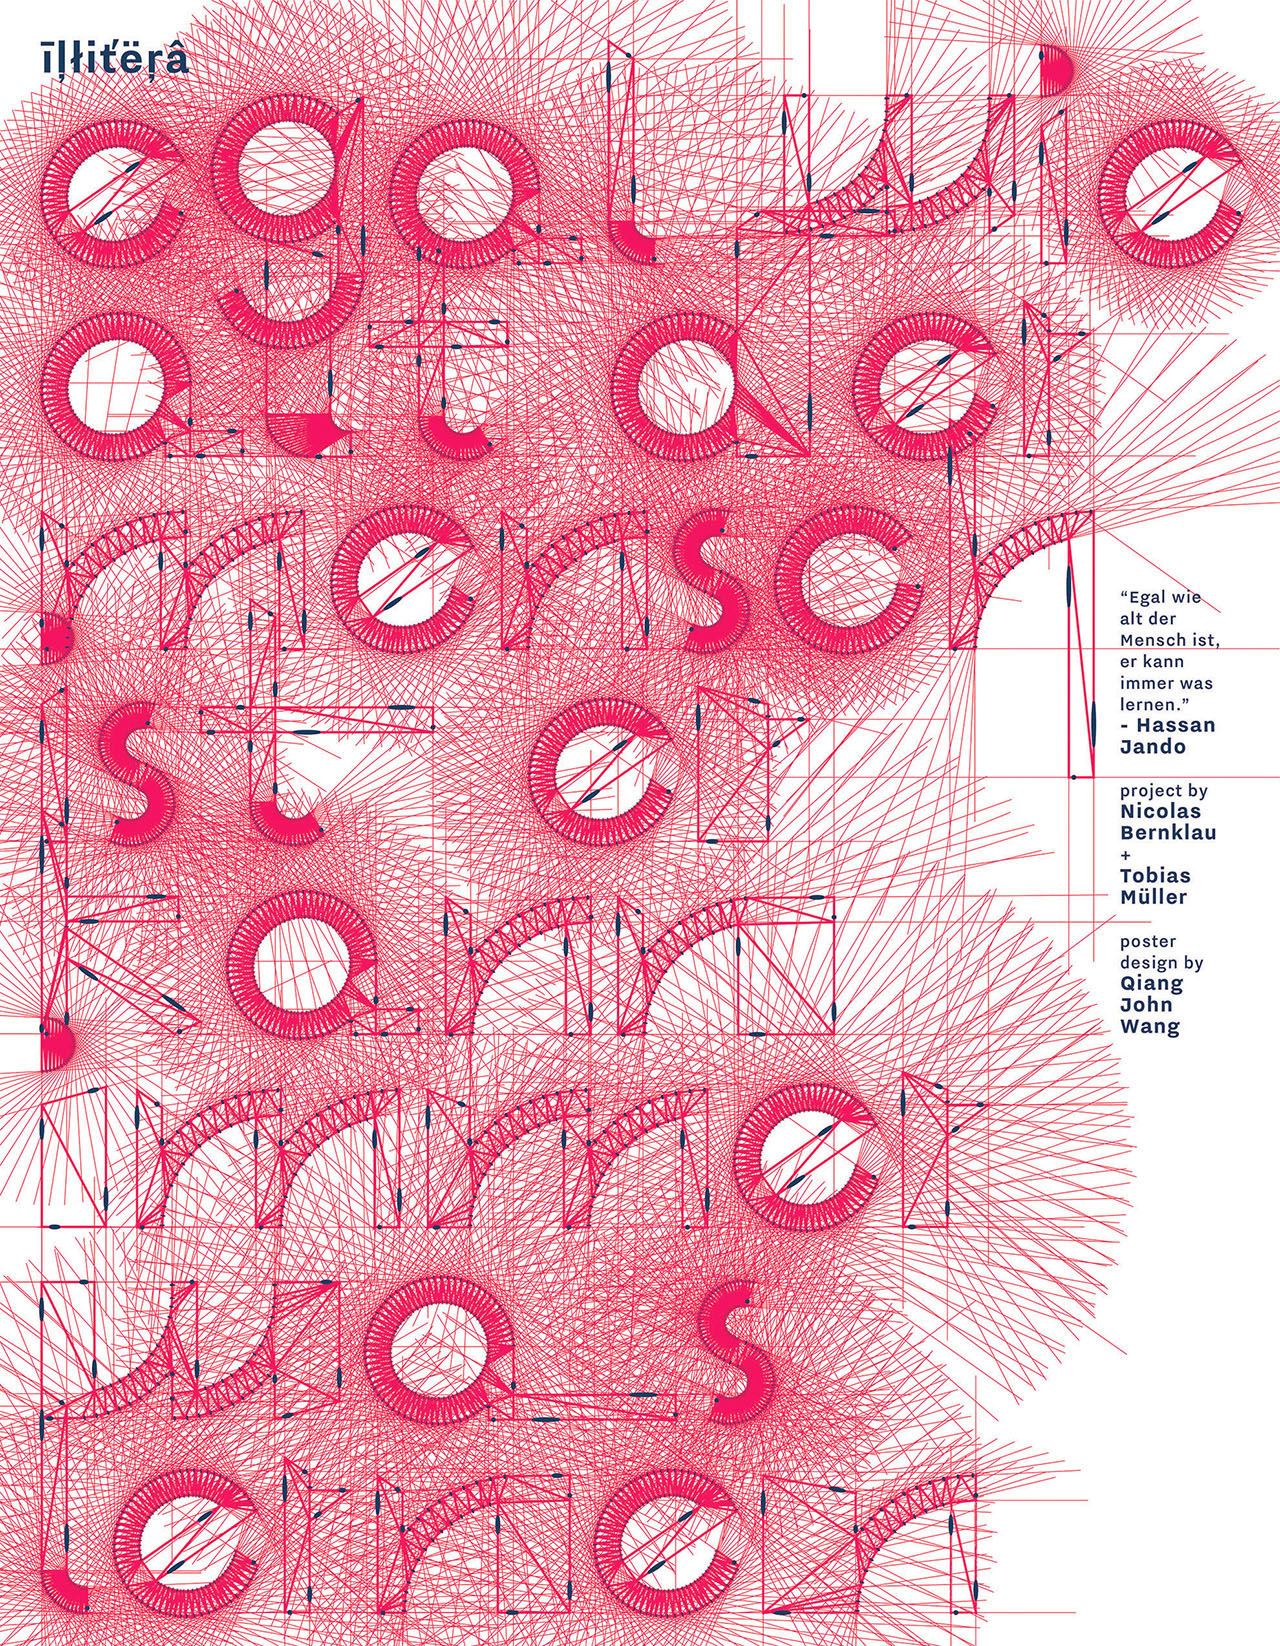 īļłiťëŗâ
egal wie
alt der
mensch
ist er
kann
immer
was
lernen
“Egal wie
alt der
Mensch ist,
er kann
immer was
lernen.”
- Hassan
Jando
project by
Nicolas
Bernklau
+
Tobias
Müller
poster
design by
Qiang
John
Wang